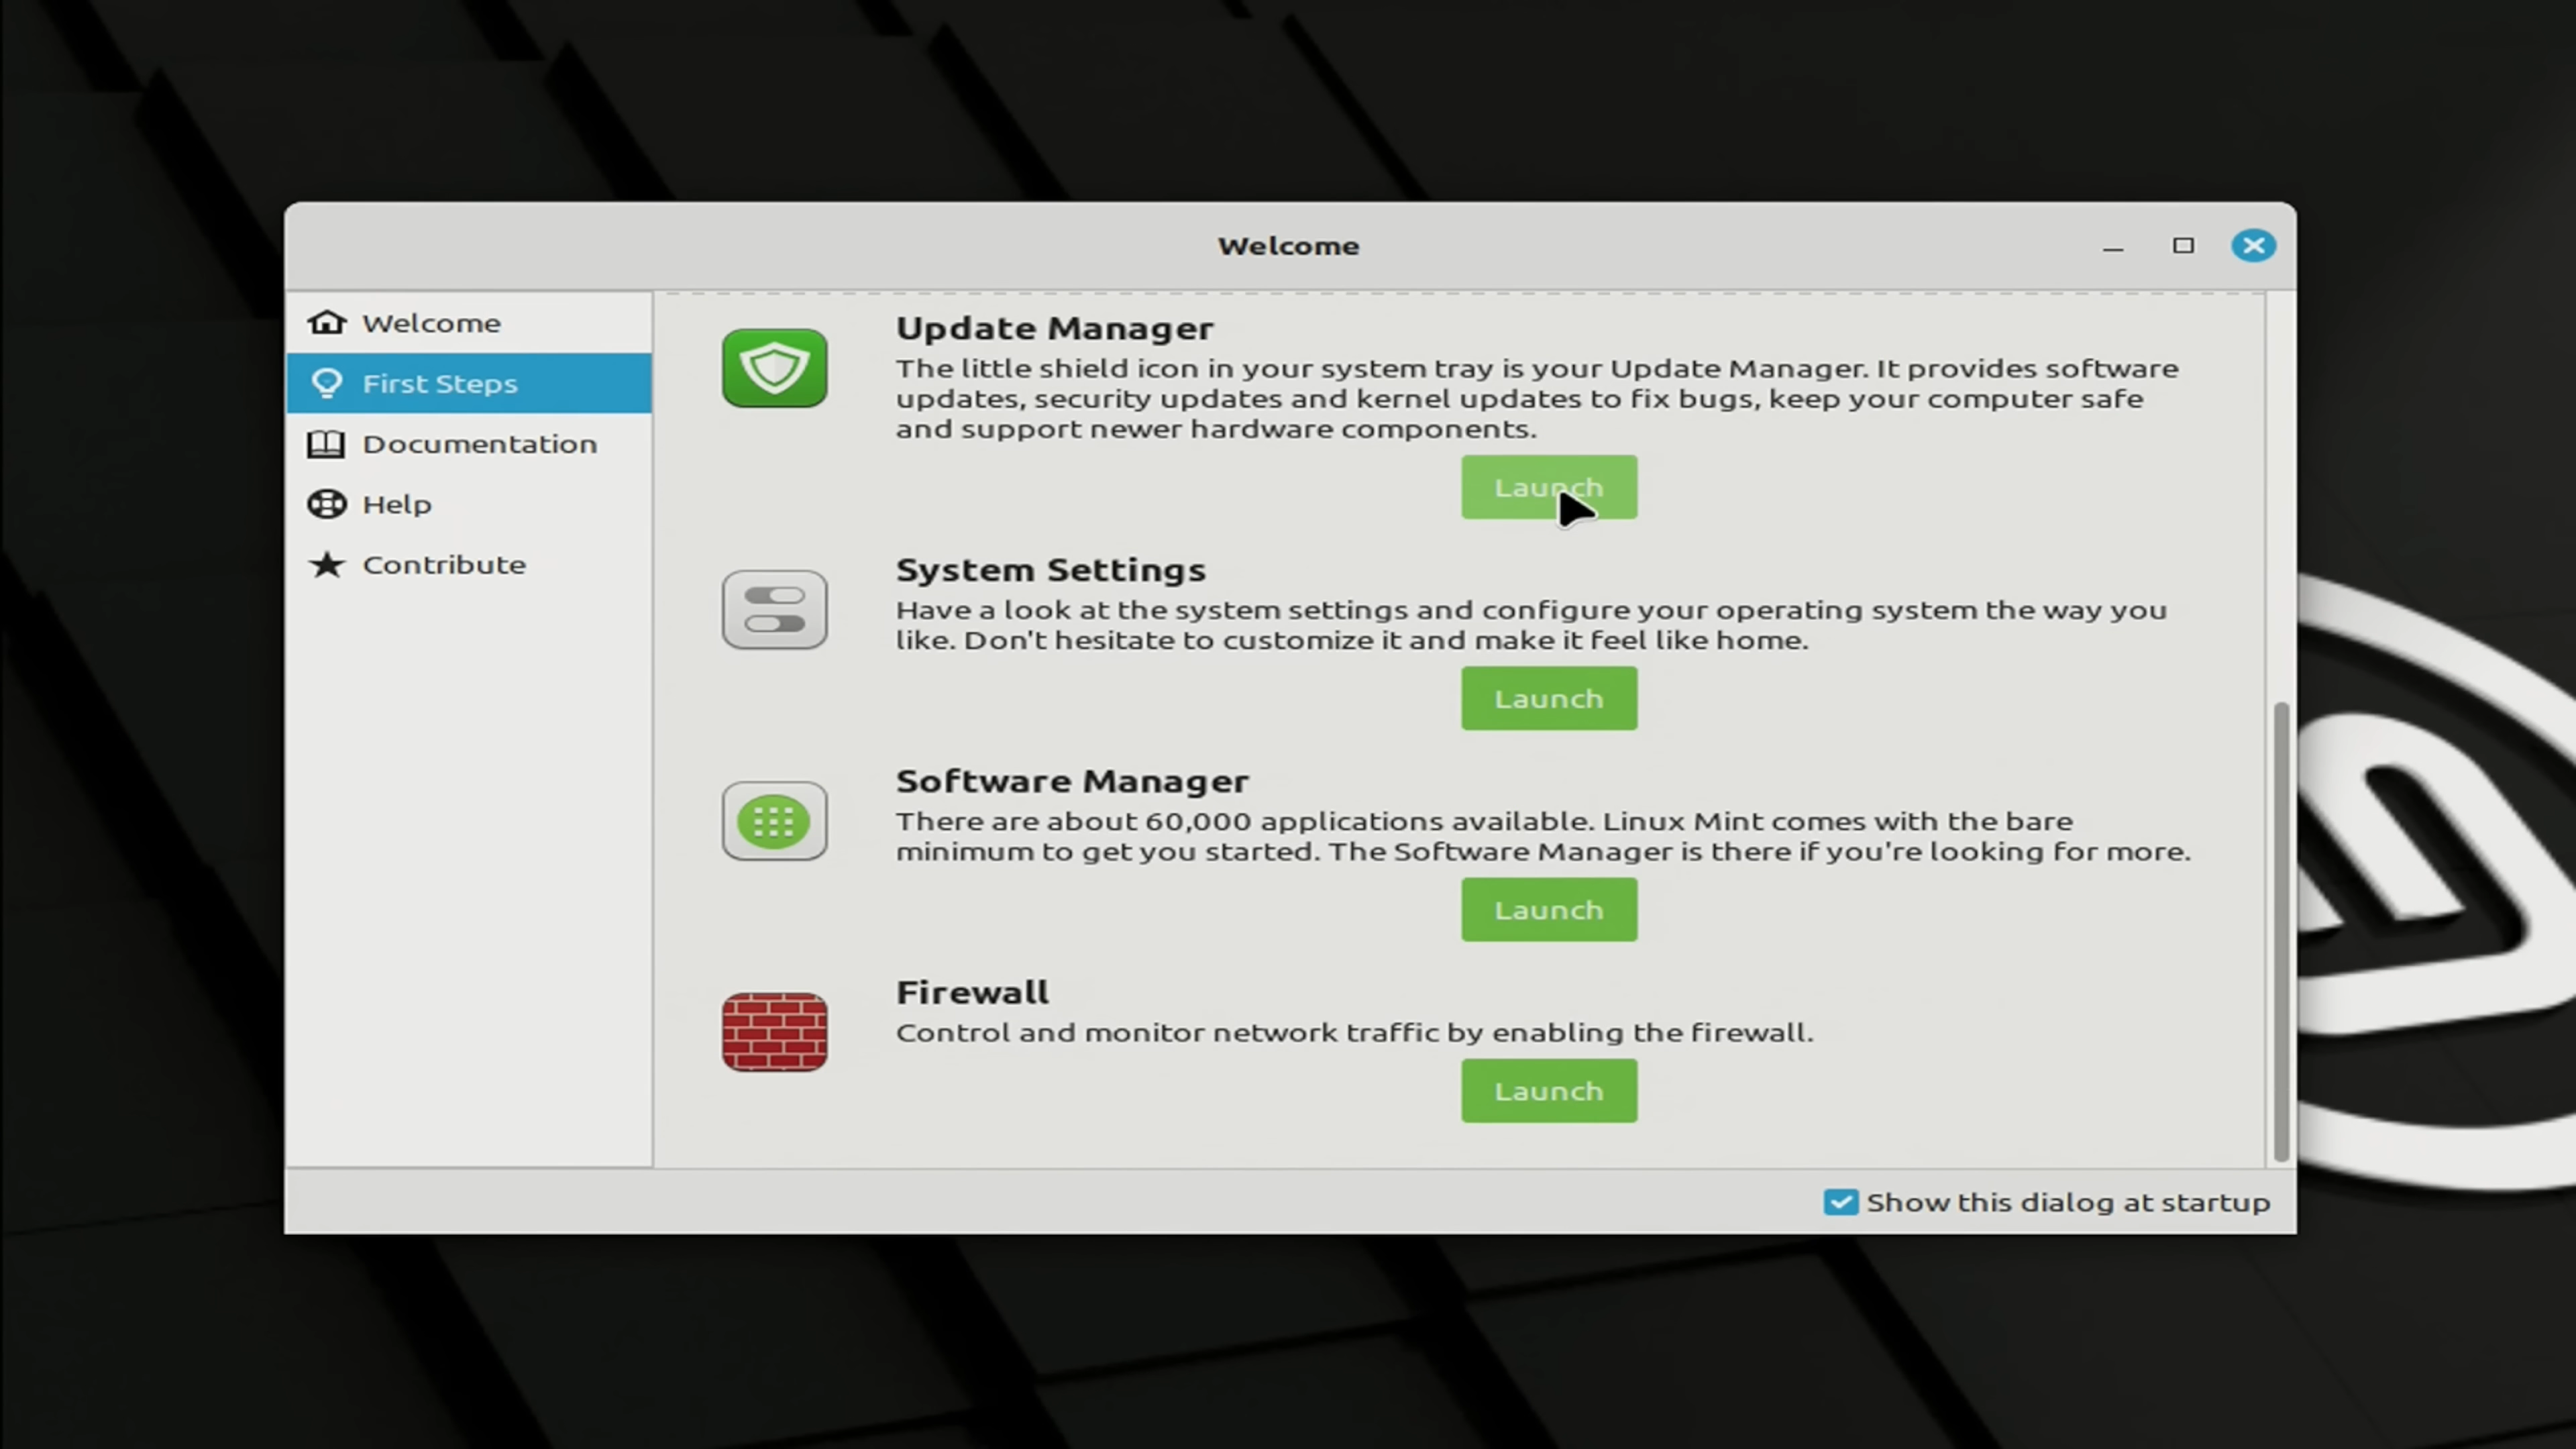 Welcome
Welcome
First Steps
Documentation
Help
Contribute
Update Manager
The little shield icon in your system tray is your Update Manager. It provides software
updates, security updates and kernel updates to fix bugs, keep your computer safe
and support newer hardware components.
Launch
System Settings
Have a look at the system settings and configure your operating system the way you
like. Don't hesitate to customize it and make it feel like home.
Launch
Software Manager
There are about 60,000 applications available. Linux Mint comes with the bare
minimum to get you started. The Software Manager is there if you're looking for more.
Launch
Firewall
Control and monitor network traffic by enabling the firewall.
Launch
Show this dialog at startup